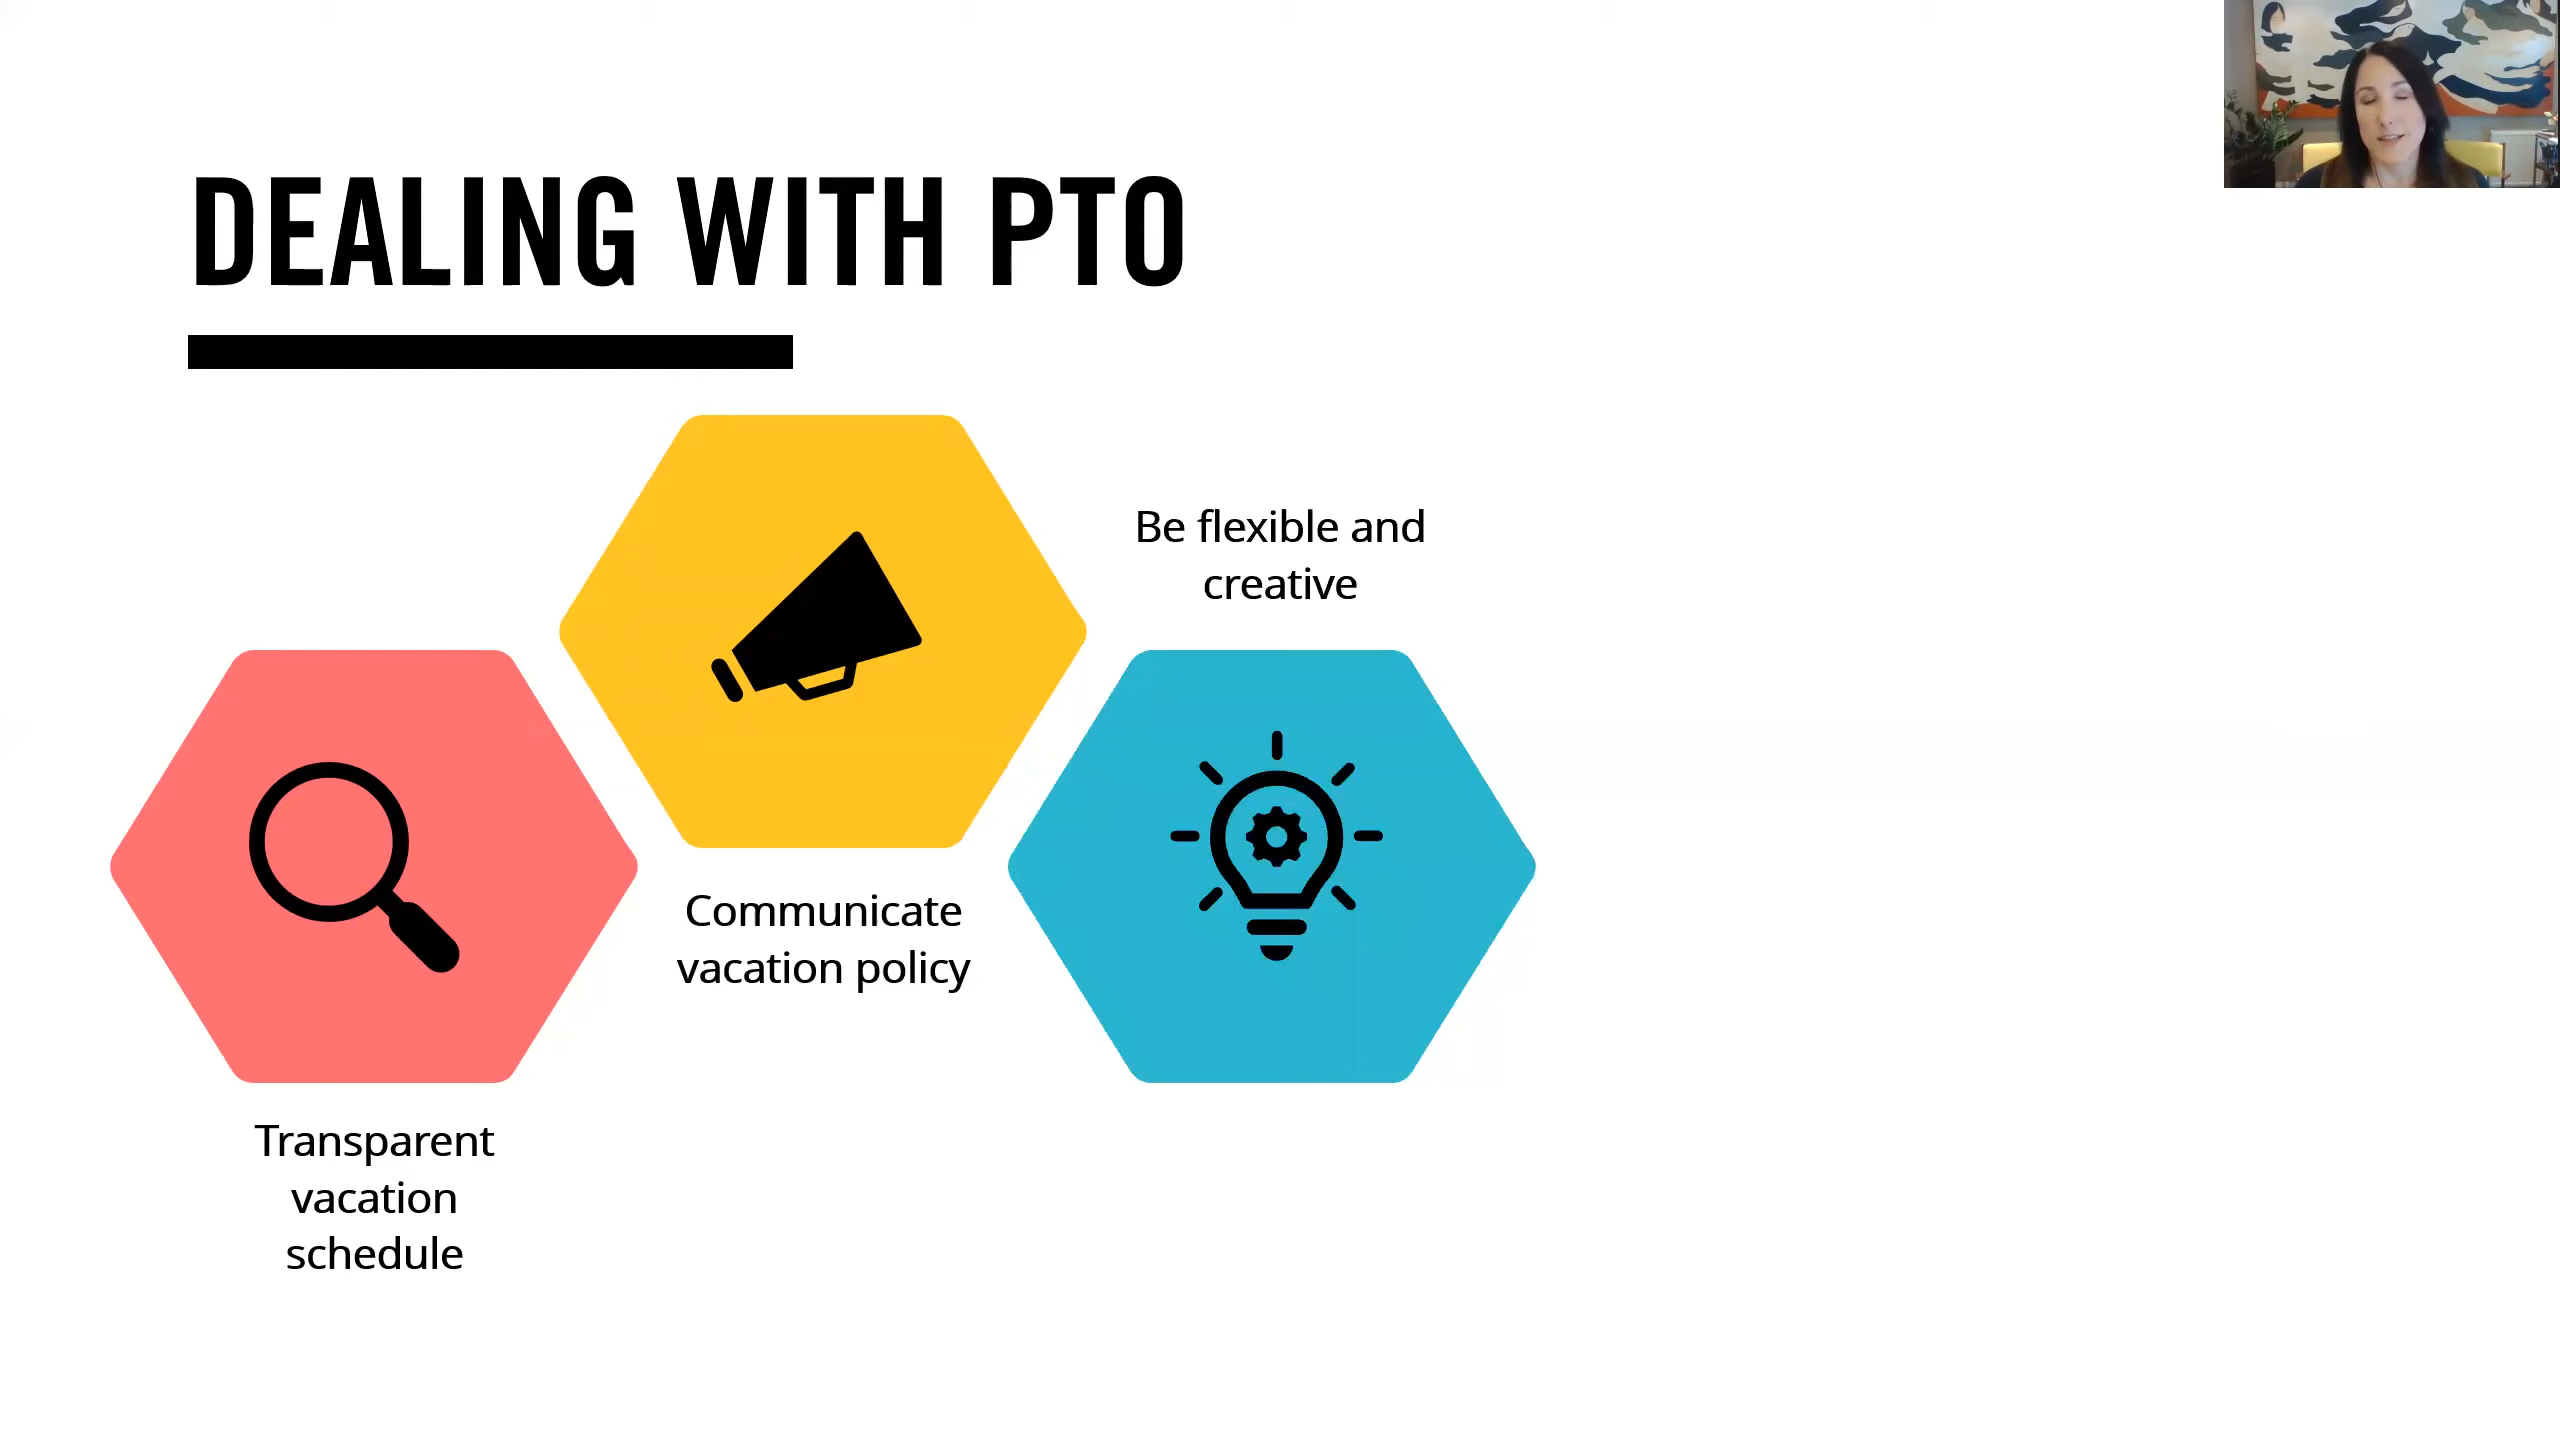 DEALING WITH PTO
Transparent
vacation
schedule
Communicate
vacation policy
Be flexible and
creative